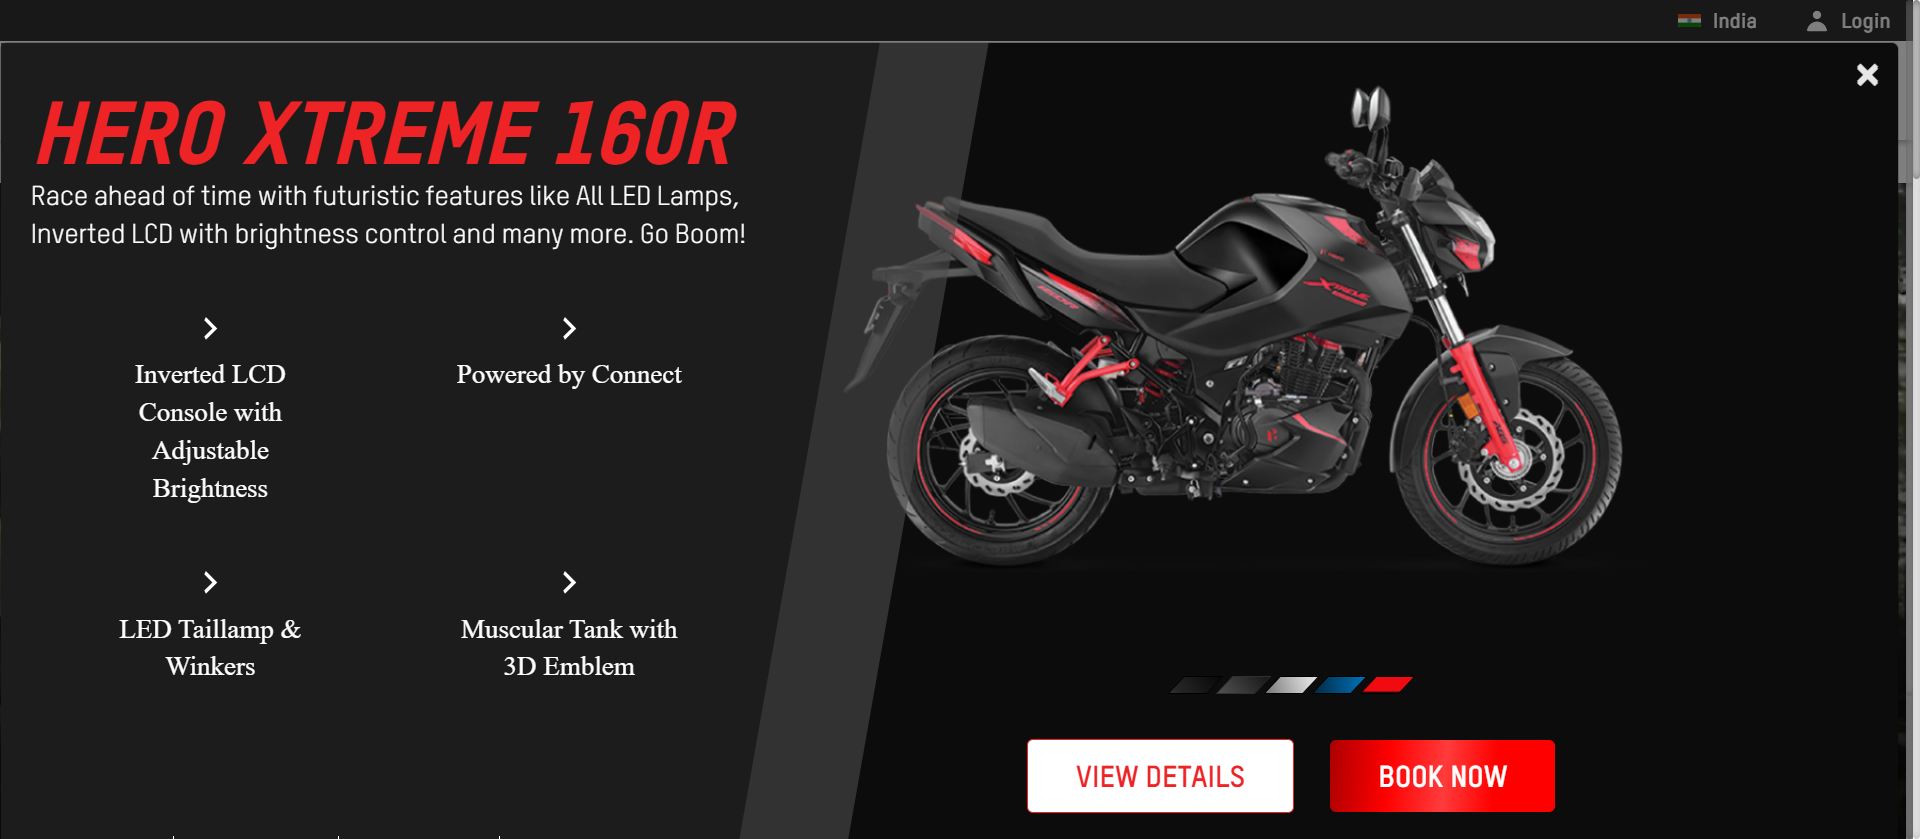 India
Login
HERO XTREME 160R
Race ahead of time with futuristic features like All LED Lamps,
Inverted LCD with brightness control and many more. Go Boom!
Inverted LCD
Console with
Adjustable
Brightness
Powered by Connect
LED Taillamp &
Winkers
Muscular Tank with
3D Emblem
160R
XTREME
VIEW DETAILS
BOOK NOW